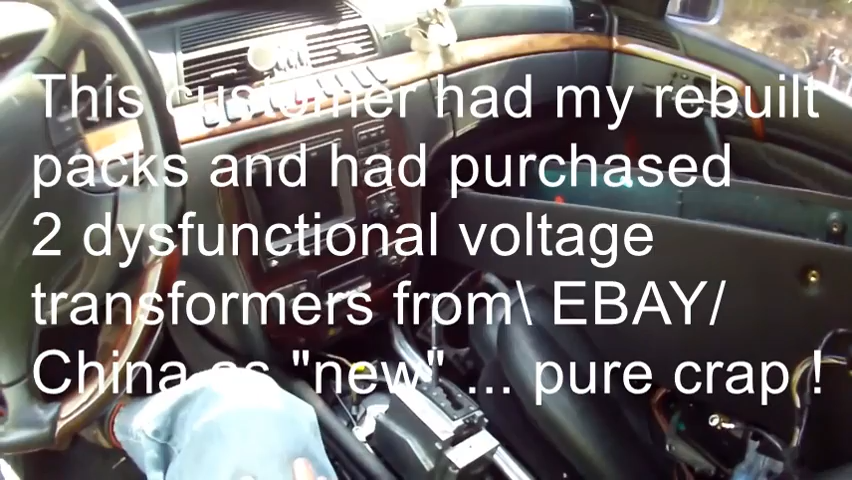 This customer had my rebuilt
packs and had purchased
2 dysfunctional voltage
transformers from\ EBAY/
China as "new" ... pure crap !